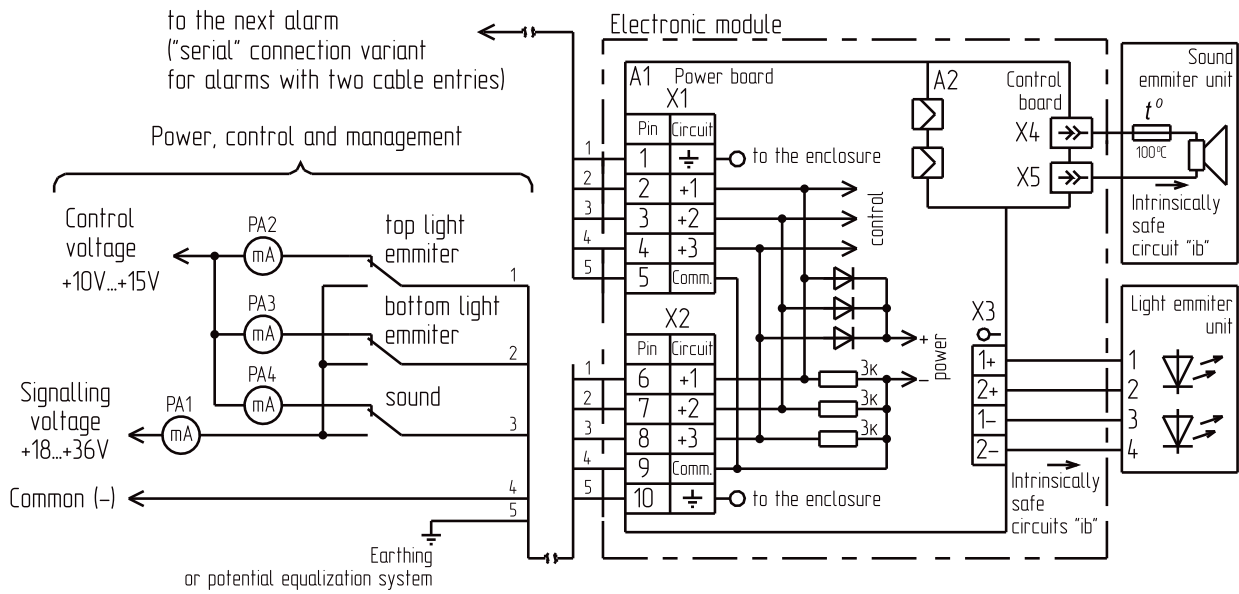 to the next alarm
("serial" connection variant
for alarms with two cable entries)
Power, control and management
Control
voltage
+10V...+15V
PA2
mA
top light
emmiter
1
PA3
mA
bottom light
emmiter
2
PA4
mA
sound
3
Signalling
voltage
+18...+36V
PA1
mA
Common (–)
4
5
Earthing
or potential equalization system
Electronic module
A1 Power board
X1
Pin Circuit
1 1 to the enclosure
2 2 +1
3 3 +2
4 4 +3
5 5 Comm.
control
X2
Pin Circuit
1 6 +1
2 7 +2
3 8 +3
4 9 Comm.
5 10 to the enclosure
3к
3к
3к
+
power
–
A2
Control
board
X4
X5
X3
1+
2+
1–
2–
Intrinsically
safe
circuits "ib"
Sound
emmiter unit
t°
100°C
Intrinsically
safe
circuit "ib"
Light emmiter
unit
1
2
3
4